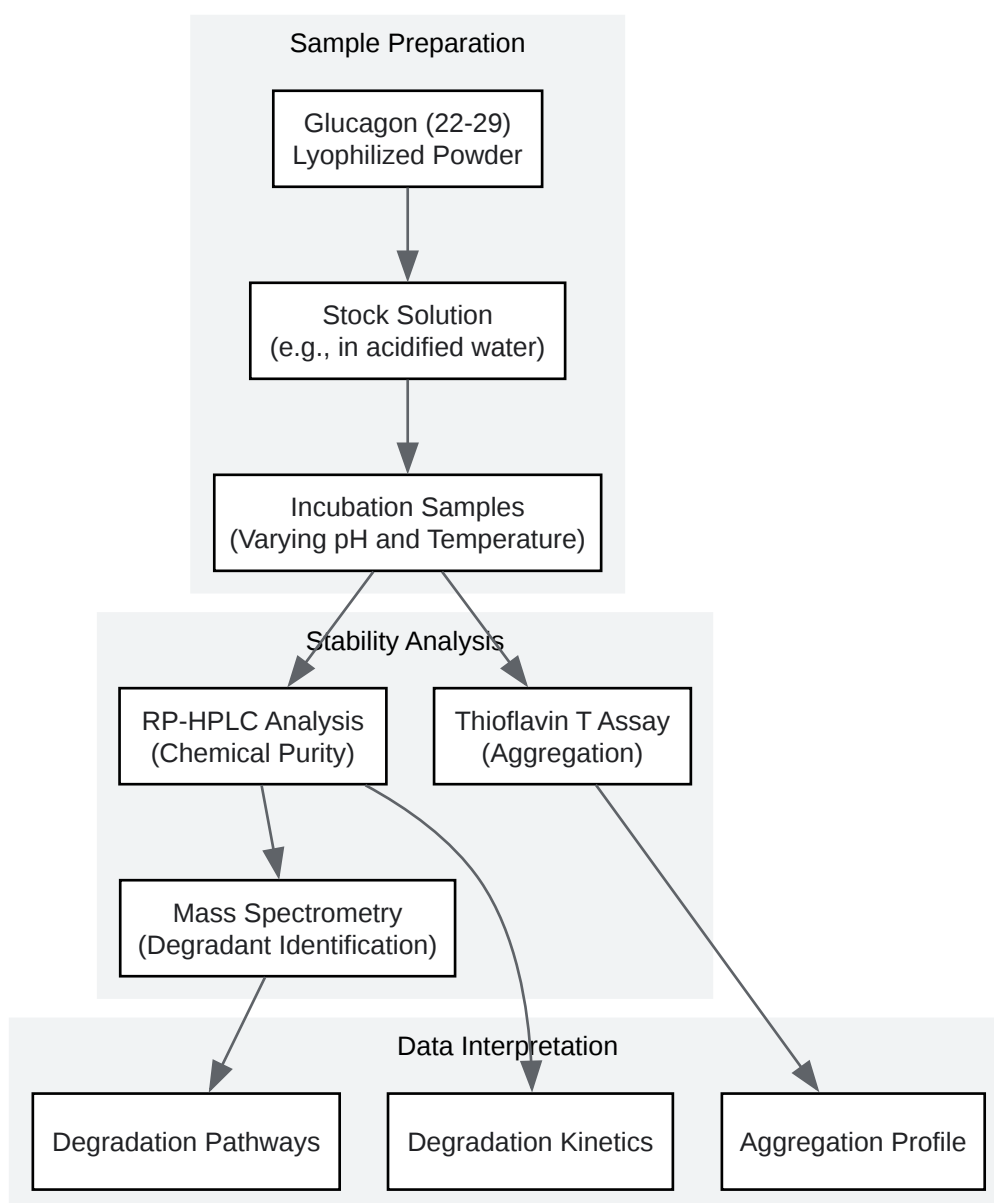 Sample Preparation
Glucagon (22-29)
Lyophilized Powder
Stock Solution
(e.g., in acidified water)
Incubation Samples
(Varying pH and Temperature)
Stability Analysis
RP-HPLC Analysis
(Chemical Purity)
Thioflavin T Assay
(Aggregation)
Mass Spectrometry
(Degradant Identification)
Data Interpretation
Degradation Pathways
Degradation Kinetics
Aggregation Profile